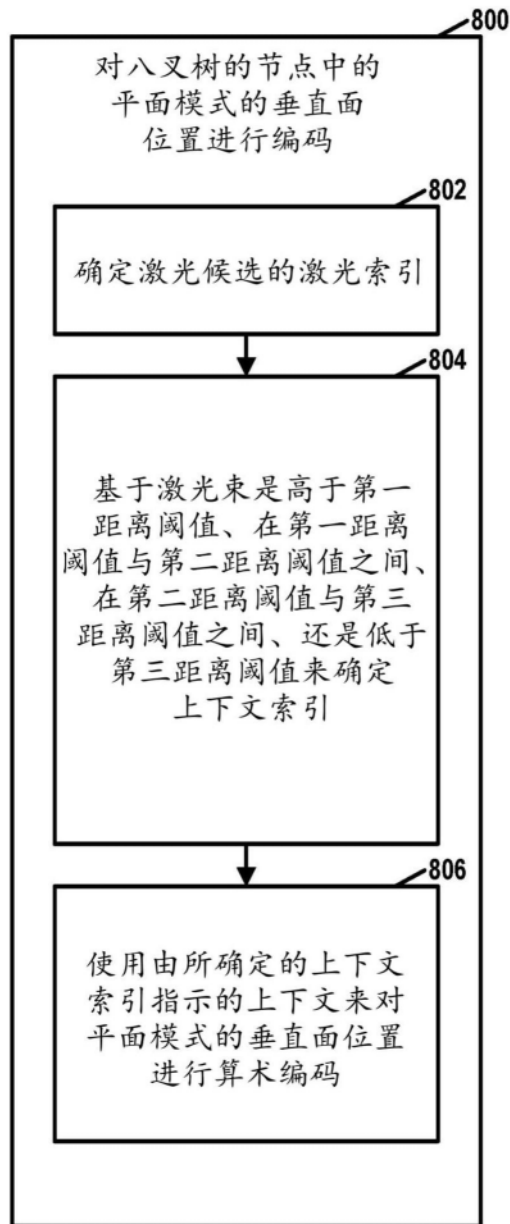 800
对八叉树的节点中的
平面模式的垂直面
位置进行编码
802
确定激光候选的激光索引
804
基于激光束是高于第一
距离阈值、在第一距离
阈值与第二距离阈值之间、
在第二距离阈值与第三
距离阈值之间、还是低于
第三距离阈值来确定
上下文索引
806
使用由所确定的上下文
索引指示的上下文来对
平面模式的垂直面位置
进行算术编码